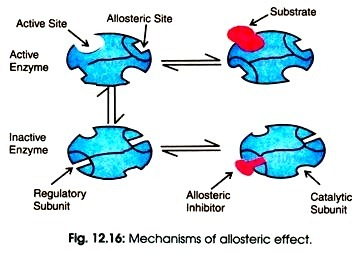 Active Site
Allosteric Site
Substrate
Active
Enzyme
Inactive
Enzyme
Regulatory
Subunit
Allosteric
Inhibitor
Catalytic
Subunit
Fig. 12.16: Mechanisms of allosteric effect.